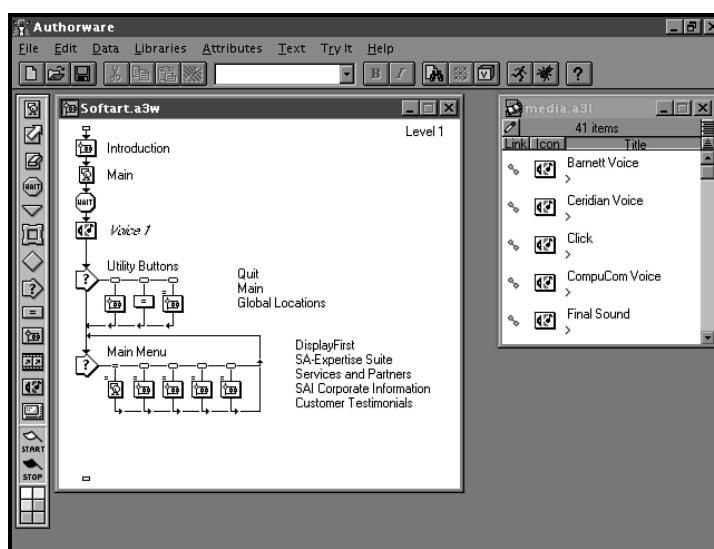 Authorware
File Edit Data Libraries Attributes Text Try It Help
B I
V
?
Softart.a3w
Level 1
Introduction
Main
WAIT
Voice 1
?
Utility Buttons
Quit
Main
Global Locations
=
?
Main Menu
DisplayFirst
SA-Expertise Suite
Services and Partners
SAI Corporate Information
Customer Testimonials
media.a3l
41 items
Link Icon Title
Barnett Voice
>
Ceridian Voice
>
Click
>
CompuCom Voice
>
Final Sound
>
WAIT
?
=
START
STOP